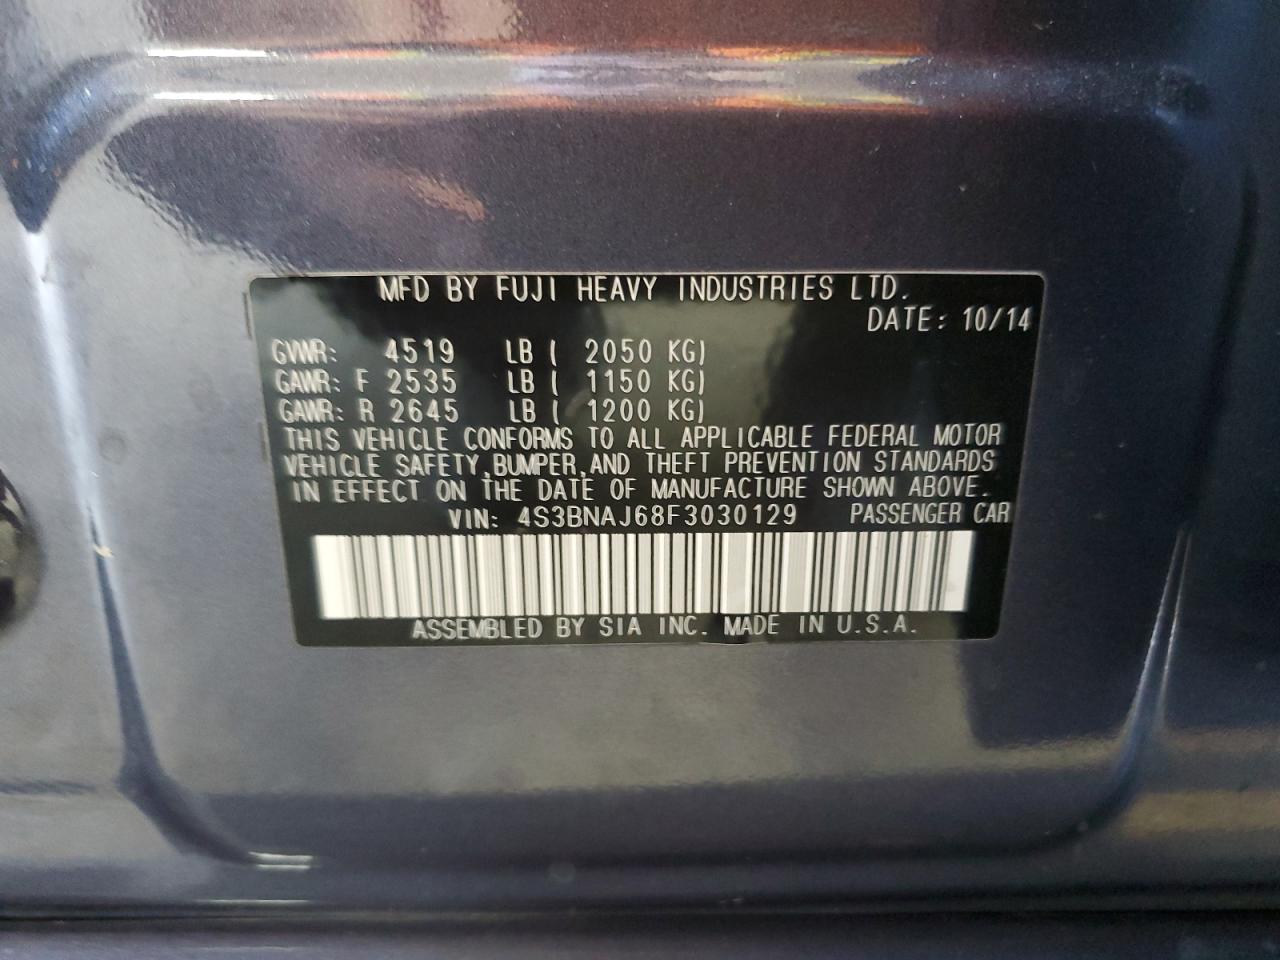 MFD BY FUJI HEAVY INDUSTRIES LTD.
DATE: 10/14
GVWR: 4519 LB ( 2050 KG)
GAWR: F 2535 LB ( 1150 KG)
GAWR: R 2645 LB ( 1200 KG)
THIS VEHICLE CONFORMS TO ALL APPLICABLE FEDERAL MOTOR
VEHICLE SAFETY,BUMPER,AND THEFT PREVENTION STANDARDS
IN EFFECT ON THE DATE OF MANUFACTURE SHOWN ABOVE.
VIN: 4S3BNAJ68F3030129 PASSENGER CAR
ASSEMBLED BY SIA INC. MADE IN U.S.A.